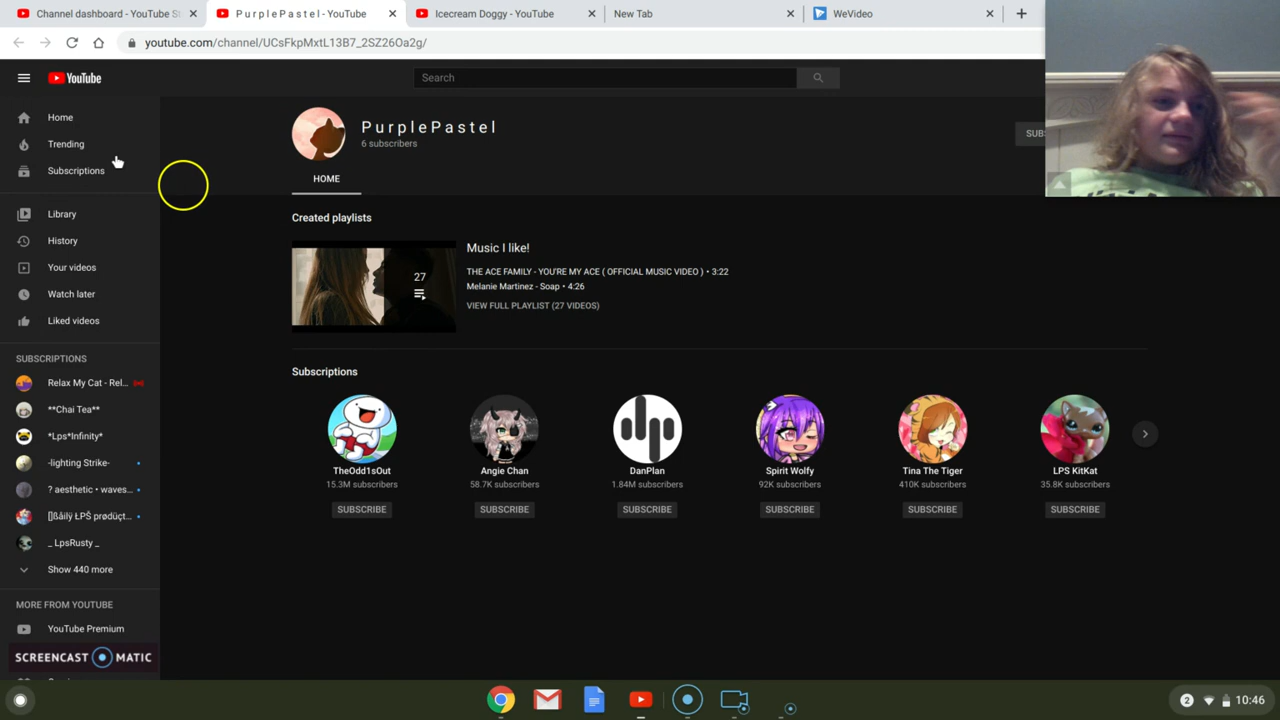 Channel dashboard - YouTube St
P u r p l e P a s t e l - YouTube
Icecream Doggy - YouTube
New Tab
WeVideo
youtube.com/channel/UCsFkpMxtL13B7_2SZ26Oa2g/
YouTube
Search
Home
Trending
Subscriptions
Library
History
Your videos
Watch later
Liked videos
SUBSCRIPTIONS
Relax My Cat - Rel...
**Chai Tea**
*Lps*Infinity*
-lighting Strike-
? aesthetic • waves...
[]ßåilÿ ŁPŠ prødüçt...
_ LpsRusty _
Show 440 more
MORE FROM YOUTUBE
YouTube Premium
SCREENCAST MATIC
P u r p l e P a s t e l
6 subscribers
SUBS
HOME
Created playlists
27
Music I like!
THE ACE FAMILY - YOU'RE MY ACE ( OFFICIAL MUSIC VIDEO ) • 3:22
Melanie Martinez - Soap • 4:26
VIEW FULL PLAYLIST (27 VIDEOS)
Subscriptions
TheOdd1sOut
15.3M subscribers
SUBSCRIBE
Angie Chan
58.7K subscribers
SUBSCRIBE
DanPlan
1.84M subscribers
SUBSCRIBE
Spirit Wolfy
92K subscribers
SUBSCRIBE
Tina The Tiger
410K subscribers
SUBSCRIBE
LPS KitKat
35.8K subscribers
SUBSCRIBE
2
10:46